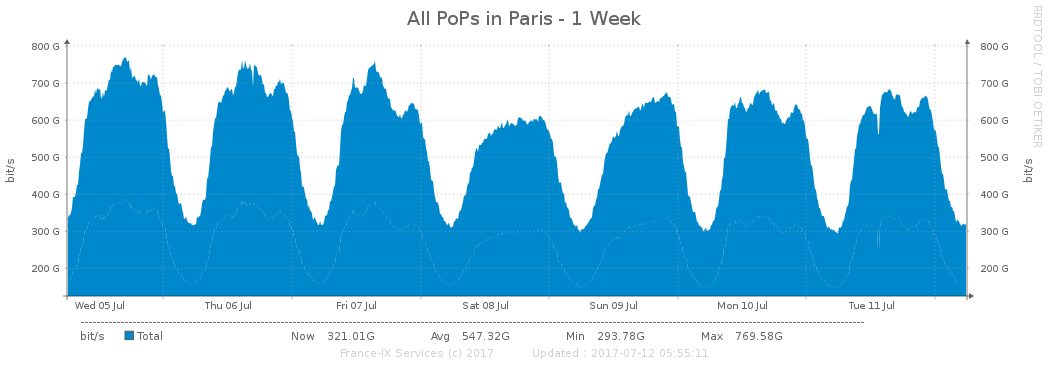 All PoPs in Paris - 1 Week
RRDTOOL / TOBI OETIKER
800 G 800 G
700 G 700 G
600 G 600 G
500 G 500 G
400 G 400 G
300 G 300 G
200 G 200 G
bit/s bit/s
Wed 05 Jul Thu 06 Jul Fri 07 Jul Sat 08 Jul Sun 09 Jul Mon 10 Jul Tue 11 Jul
bit/s Total Now 321.01G Avg 547.32G Min 293.78G Max 769.58G
France-IX Services (c) 2017 Updated : 2017-07-12 05:55:11